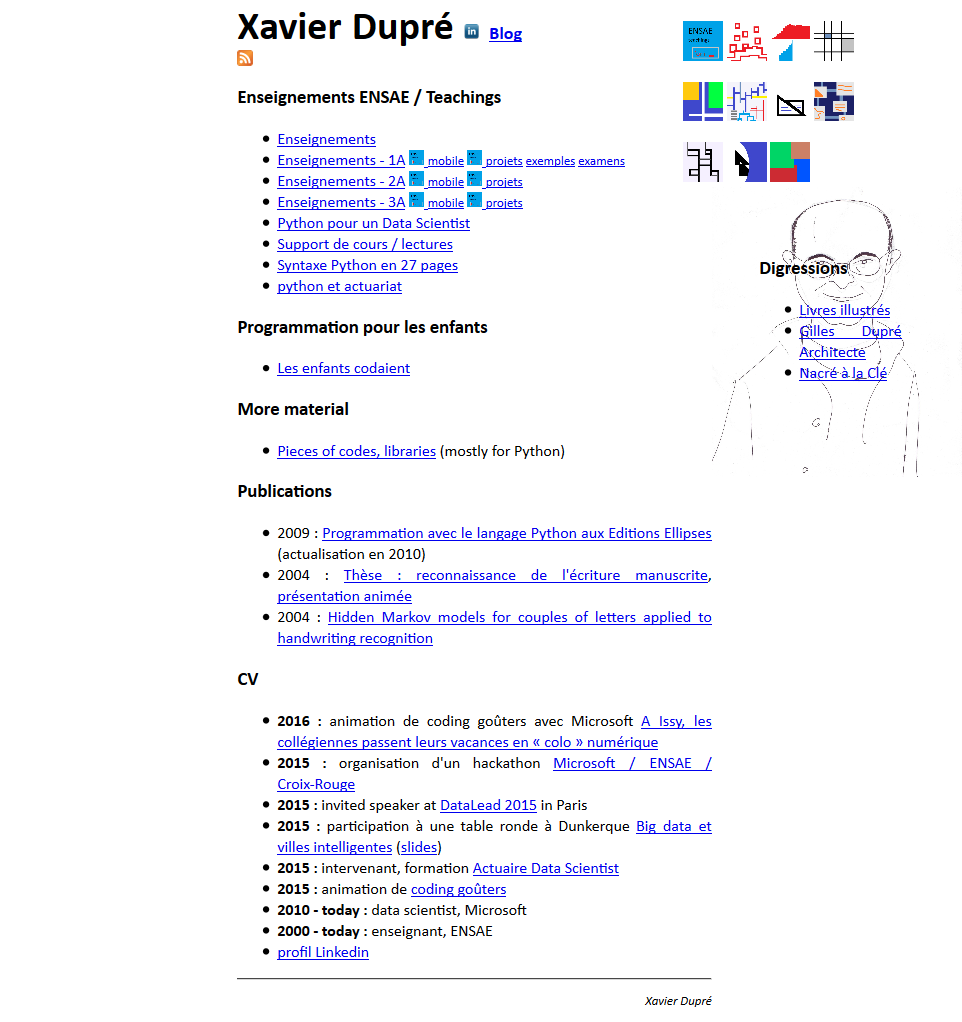 Xavier Dupré in Blog
Enseignements ENSAE / Teachings
Enseignements
Enseignements - 1A mobile projets exemples examens
Enseignements - 2A mobile projets
Enseignements - 3A mobile projets
Python pour un Data Scientist
Support de cours / lectures
Syntaxe Python en 27 pages
python et actuariat
Programmation pour les enfants
Les enfants codaient
More material
Pieces of codes, libraries (mostly for Python)
Publications
2009 : Programmation avec le langage Python aux Editions Ellipses
(actualisation en 2010)
2004 : Thèse : reconnaissance de l'écriture manuscrite,
présentation animée
2004 : Hidden Markov models for couples of letters applied to
handwriting recognition
CV
2016 : animation de coding goûters avec Microsoft A Issy, les
collégiennes passent leurs vacances en « colo » numérique
2015 : organisation d'un hackathon Microsoft / ENSAE /
Croix-Rouge
2015 : invited speaker at DataLead 2015 in Paris
2015 : participation à une table ronde à Dunkerque Big data et
villes intelligentes (slides)
2015 : intervenant, formation Actuaire Data Scientist
2015 : animation de coding goûters
2010 - today : data scientist, Microsoft
2000 - today : enseignant, ENSAE
profil Linkedin
Xavier Dupré
ENSAE
Digressions
Livres illustrés
Gilles Dupré
Architecte
Nacré à la Clé